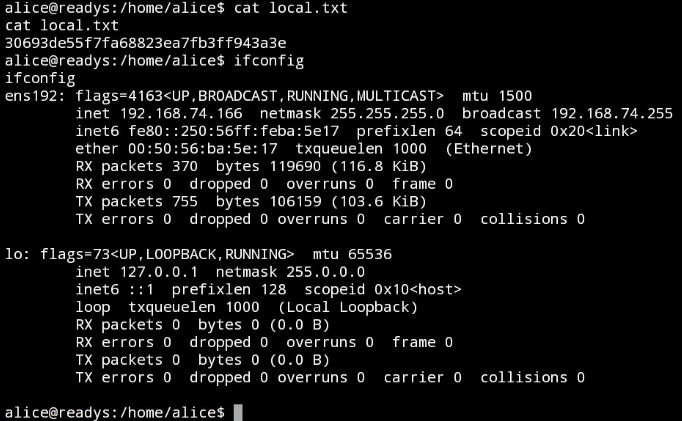 alice@readys:/home/alice$ cat local.txt
cat local.txt
30693de55f7fa68823ea7fb3ff943a3e
alice@readys:/home/alice$ ifconfig
ifconfig
ens192: flags=4163<UP,BROADCAST,RUNNING,MULTICAST>  mtu 1500
        inet 192.168.74.166  netmask 255.255.255.0  broadcast 192.168.74.255
        inet6 fe80::250:56ff:feba:5e17  prefixlen 64  scopeid 0x20<link>
        ether 00:50:56:ba:5e:17  txqueuelen 1000  (Ethernet)
        RX packets 370  bytes 119690 (116.8 KiB)
        RX errors 0  dropped 0  overruns 0  frame 0
        TX packets 755  bytes 106159 (103.6 KiB)
        TX errors 0  dropped 0 overruns 0  carrier 0  collisions 0

lo: flags=73<UP,LOOPBACK,RUNNING>  mtu 65536
        inet 127.0.0.1  netmask 255.0.0.0
        inet6 ::1  prefixlen 128  scopeid 0x10<host>
        loop  txqueuelen 1000  (Local Loopback)
        RX packets 0  bytes 0 (0.0 B)
        RX errors 0  dropped 0  overruns 0  frame 0
        TX packets 0  bytes 0 (0.0 B)
        TX errors 0  dropped 0 overruns 0  carrier 0  collisions 0

alice@readys:/home/alice$